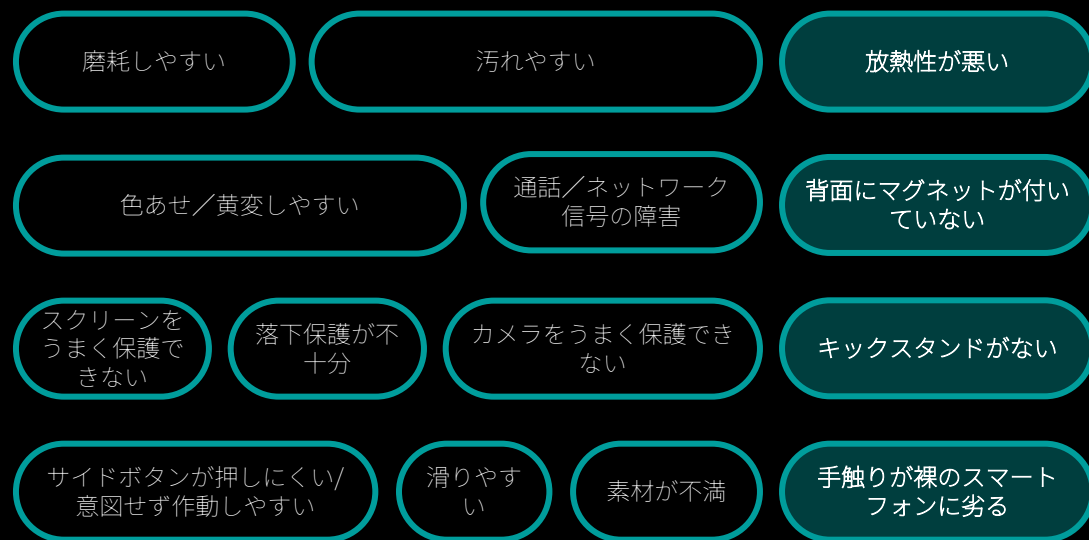 磨耗しやすい
汚れやすい
放熱性が悪い
色あせ／黄変しやすい
通話／ネットワーク
信号の障害
背面にマグネットが付い
ていない
スクリーンを
うまく保護で
きない
落下保護が不
十分
カメラをうまく保護でき
ない
キックスタンドがない
サイドボタンが押しにくい/
意図せず作動しやすい
滑りやす
い
素材が不満
手触りが裸のスマート
フォンに劣る